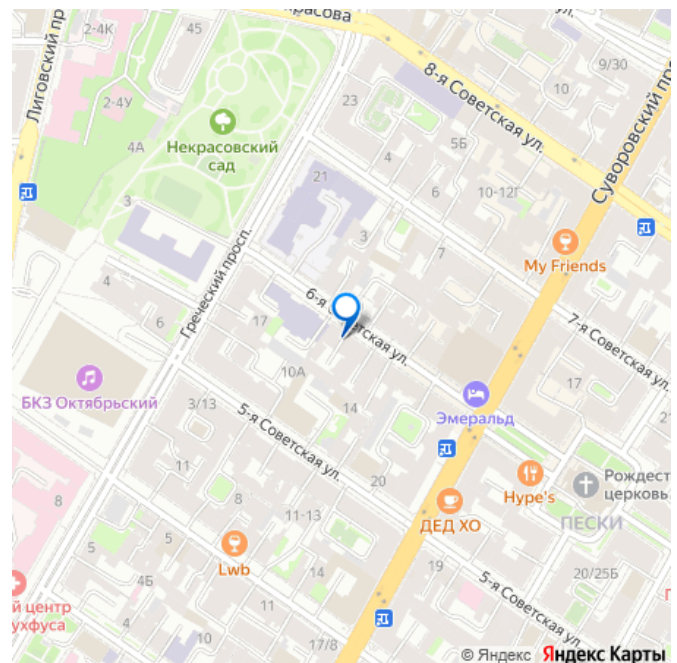 2-4К
45
красова
ул.
9/30
Лиговский пр
2-4У
4А
Некрасовский
сад
23
8-я Советская ул.
10
5Б
4
6
10-12Г
Суворовский пр
21
3
3
7
My Friends
Греческий просп.
4
6
17
6-я Советская ул.
7-я Советская ул.
БКЗ Октябрьский
10А
3/13
14
Эмеральд
17
5-я Советская ул.
11
8
20
8
11-13
Hype's
Рождест
церковь
ДЕД ХО
ПЕСКИ
5
5
Lwb
4Б
14
19
20/25Б
5-я Советская ул.
й центр
ухфуса
11
17/8
© Яндекс Яндекс Карты